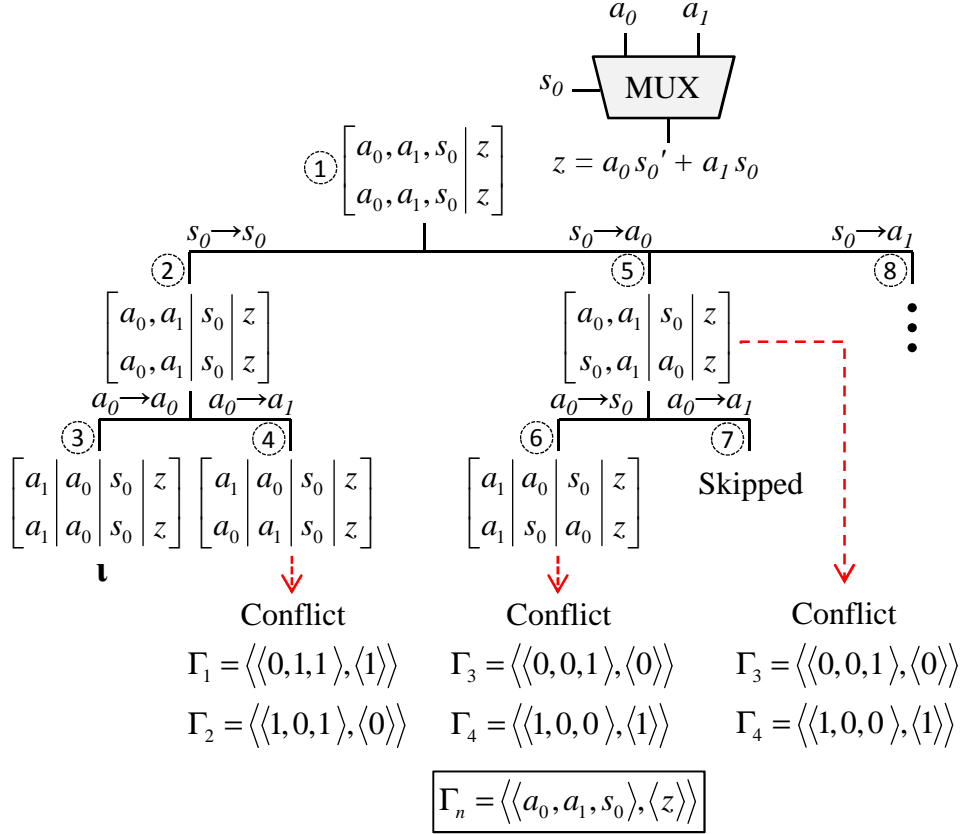 a₀ a₁
s₀ MUX
z = a₀ s₀′ + a₁ s₀
① [ a₀, a₁, s₀ | z ]
[ a₀, a₁, s₀ | z ]
s₀→s₀ s₀→a₀ s₀→a₁
② ⑤ ⑧
[ a₀, a₁ | s₀ | z ] [ a₀, a₁ | s₀ | z ]
[ a₀, a₁ | s₀ | z ] [ s₀, a₁ | a₀ | z ]
a₀→a₀ a₀→a₁ a₀→s₀ a₀→a₁
③ ④ ⑥ ⑦
[ a₁ | a₀ | s₀ | z ] [ a₁ | a₀ | s₀ | z ] [ a₁ | a₀ | s₀ | z ] Skipped
[ a₁ | a₀ | s₀ | z ] [ a₀ | a₁ | s₀ | z ] [ a₁ | s₀ | a₀ | z ]
ι
Conflict Conflict Conflict
Γ₁ = ⟨⟨0,1,1⟩,⟨1⟩⟩ Γ₃ = ⟨⟨0,0,1⟩,⟨0⟩⟩ Γ₃ = ⟨⟨0,0,1⟩,⟨0⟩⟩
Γ₂ = ⟨⟨1,0,1⟩,⟨0⟩⟩ Γ₄ = ⟨⟨1,0,0⟩,⟨1⟩⟩ Γ₄ = ⟨⟨1,0,0⟩,⟨1⟩⟩
Γₙ = ⟨⟨a₀, a₁, s₀⟩,⟨z⟩⟩